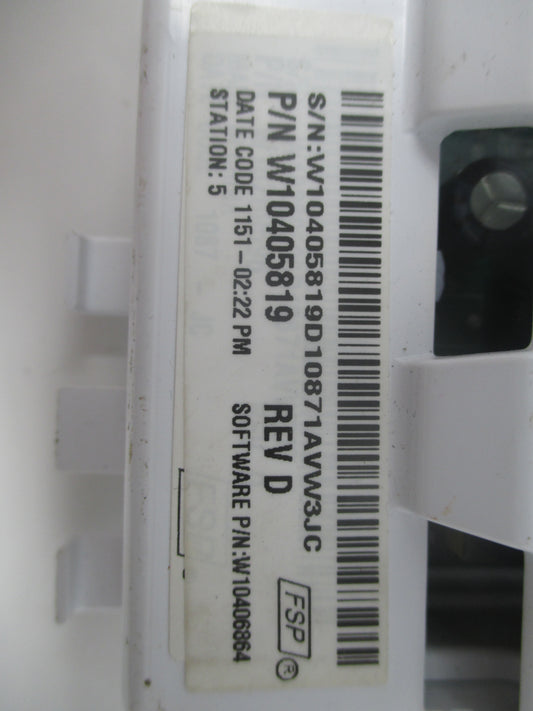 S/N:W10405819D10871AVW3JC
P/N W10405819 REV D
DATE CODE 1151-02:22 PM SOFTWARE P/N:W10406864
STATION: 5
FSP®